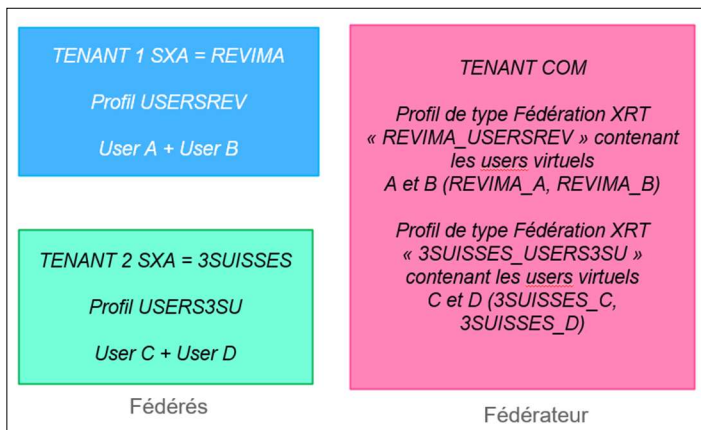 TENANT 1 SXA = REVIMA
Profil USERSREV
User A + User B
TENANT 2 SXA = 3SUISSES
Profil USERS3SU
User C + User D
Fédérés
TENANT COM
Profil de type Fédération XRT
« REVIMA_USERSREV » contenant
les users virtuels
A et B (REVIMA_A, REVIMA_B)
Profil de type Fédération XRT
« 3SUISSES_USERS3SU »
contenant les users virtuels
C et D (3SUISSES_C,
3SUISSES_D)
Fédérateur